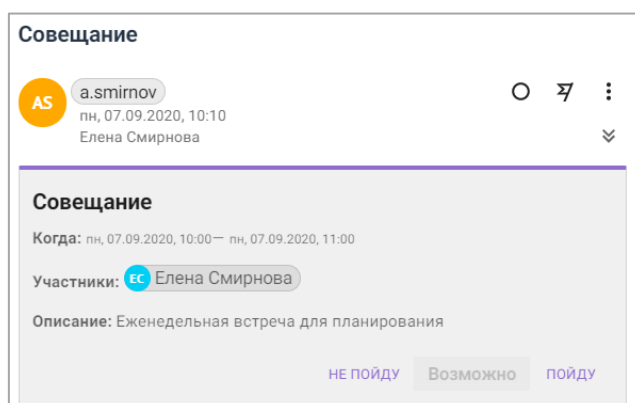 Совещание
AS
a.smirnov
пн, 07.09.2020, 10:10
Елена Смирнова
Совещание
Когда: пн, 07.09.2020, 10:00— пн, 07.09.2020, 11:00
Участники: ЕС Елена Смирнова
Описание: Еженедельная встреча для планирования
НЕ ПОЙДУ Возможно ПОЙДУ